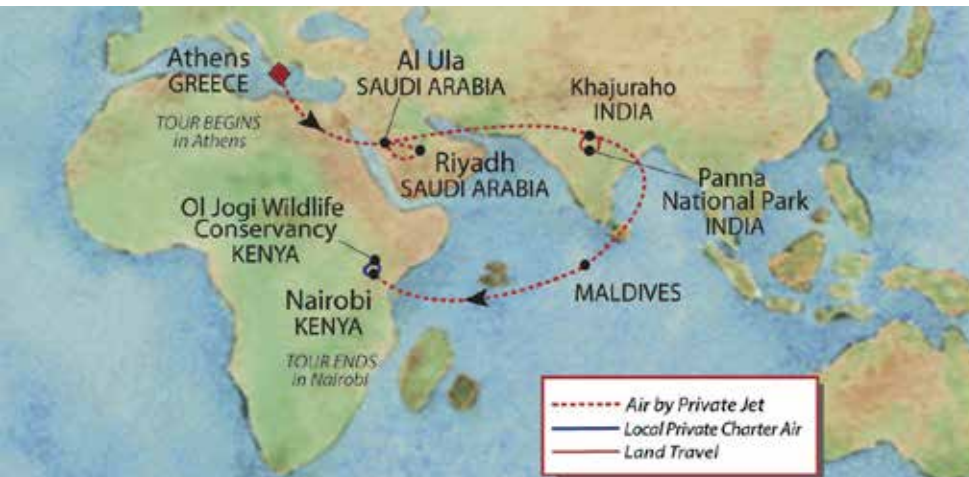 Athens
GREECE
TOUR BEGINS
in Athens
Al Ula
SAUDI ARABIA
Khajuraho
INDIA
Riyadh
SAUDI ARABIA
Panna
National Park
INDIA
Ol Jogi Wildlife
Conservancy
KENYA
MALDIVES
Nairobi
KENYA
TOUR ENDS
in Nairobi
Air by Private Jet
Local Private Charter Air
Land Travel